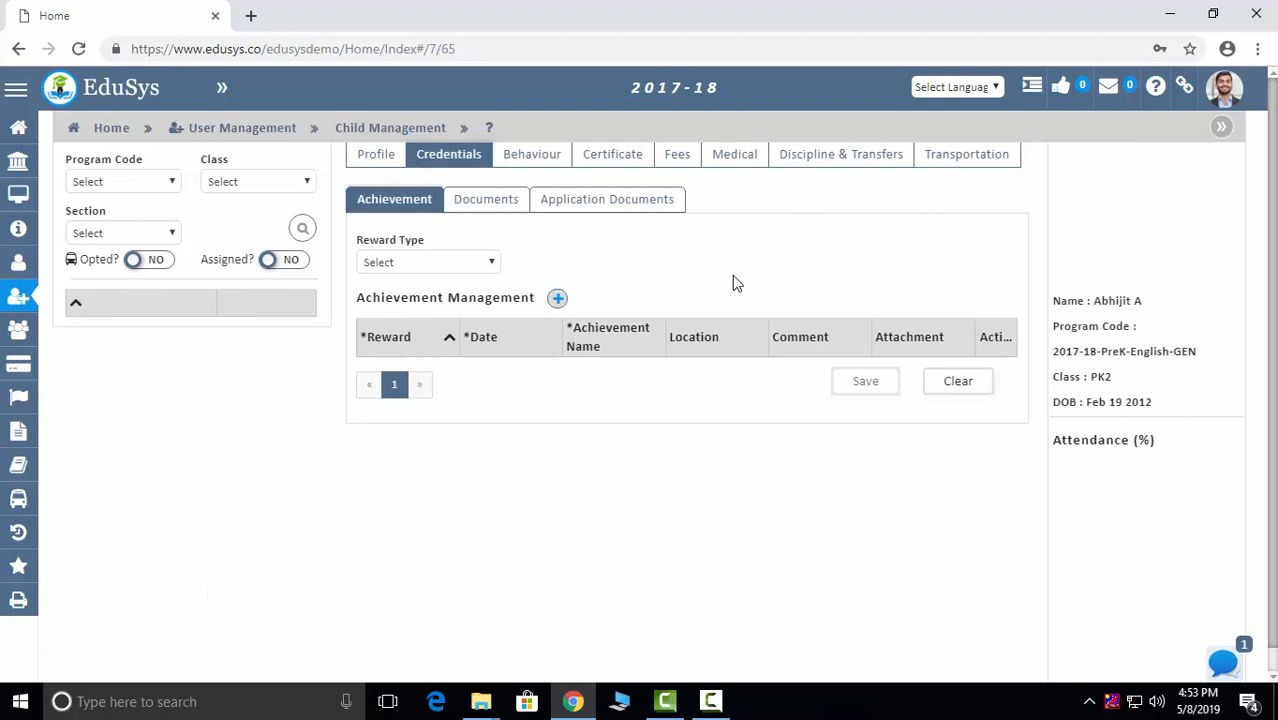 Home
https://www.edusys.co/edusysdemo/Home/Index#/7/65
EduSys » 2017-18 Select Languag 0 0 ?
Home » User Management » Child Management » ?
Program Code Class
Select Select
Section
Select
Opted? NO Assigned? NO
Profile Credentials Behaviour Certificate Fees Medical Discipline & Transfers Transportation
Achievement Documents Application Documents
Reward Type
Select
Achievement Management +
*Reward *Date *Achievement Name Location Comment Attachment Acti...
« 1 » Save Clear
Name : Abhijit A
Program Code :
2017-18-PreK-English-GEN
Class : PK2
DOB : Feb 19 2012
Attendance (%)
1
Type here to search
4:53 PM
5/8/2019
4